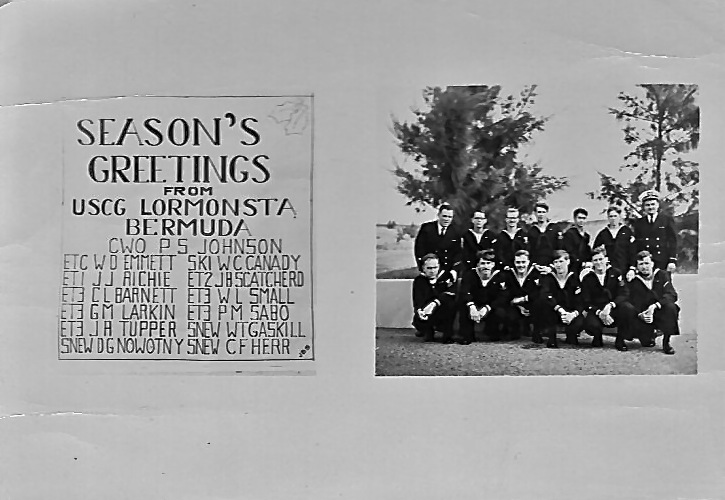 SEASON'S
GREETINGS
FROM
USCG LORMONSTA
BERMUDA
CWO P S JOHNSON
ETC W D EMMETT SK1 W C CANADY
ET1 J J RICHIE ET2 J B SCATCHERD
ET3 C L BARNETT ET3 W L SMALL
ET3 G M LARKIN ET3 P M SABO
ET3 J R TUPPER SNEW W T GASKILL
SNEW D G NOWOTNY SNEW C F HERR